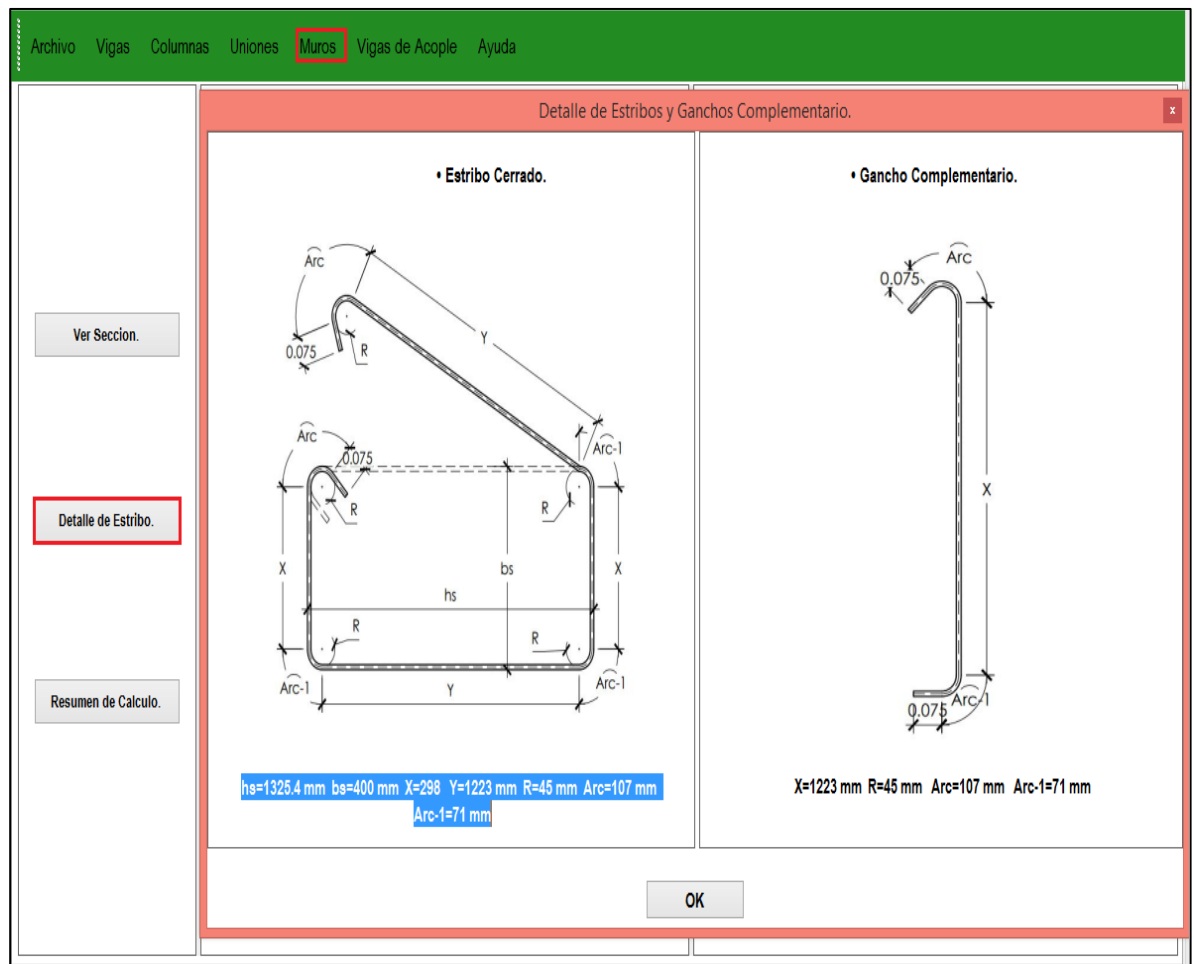 Archivo Vigas Columnas Uniones Muros Vigas de Acople Ayuda
Detalle de Estribos y Ganchos Complementario.
x
Ver Seccion.
Detalle de Estribo.
Resumen de Calculo.
• Estribo Cerrado.
Arc
Y
0.075
R
Arc
0.075
Arc-1
R
R
X
bs
X
hs
R
R
Arc-1
Y
Arc-1
hs=1325.4 mm bs=400 mm X=298 Y=1223 mm R=45 mm Arc=107 mm
Arc-1=71 mm
• Gancho Complementario.
Arc
0.075
X
0.075
Arc-1
X=1223 mm R=45 mm Arc=107 mm Arc-1=71 mm
OK